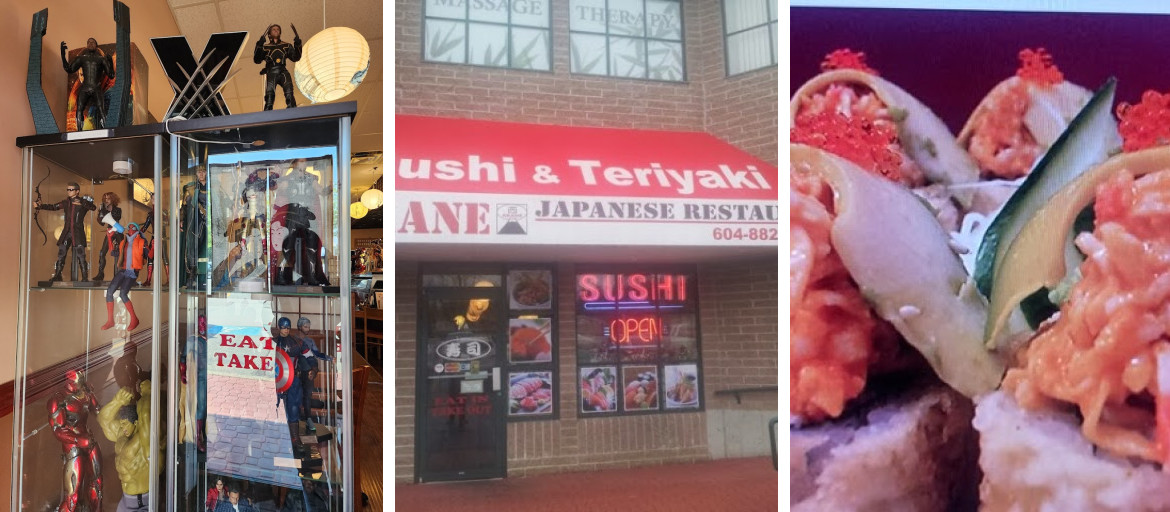 EAT
TAKE
MASSAGE
THERAPY
ushi & Teriyaki
ANE
JAPANESE RESTAU
604-882
SUSHI
OPEN
寿司
EAT IN
TAKE OUT